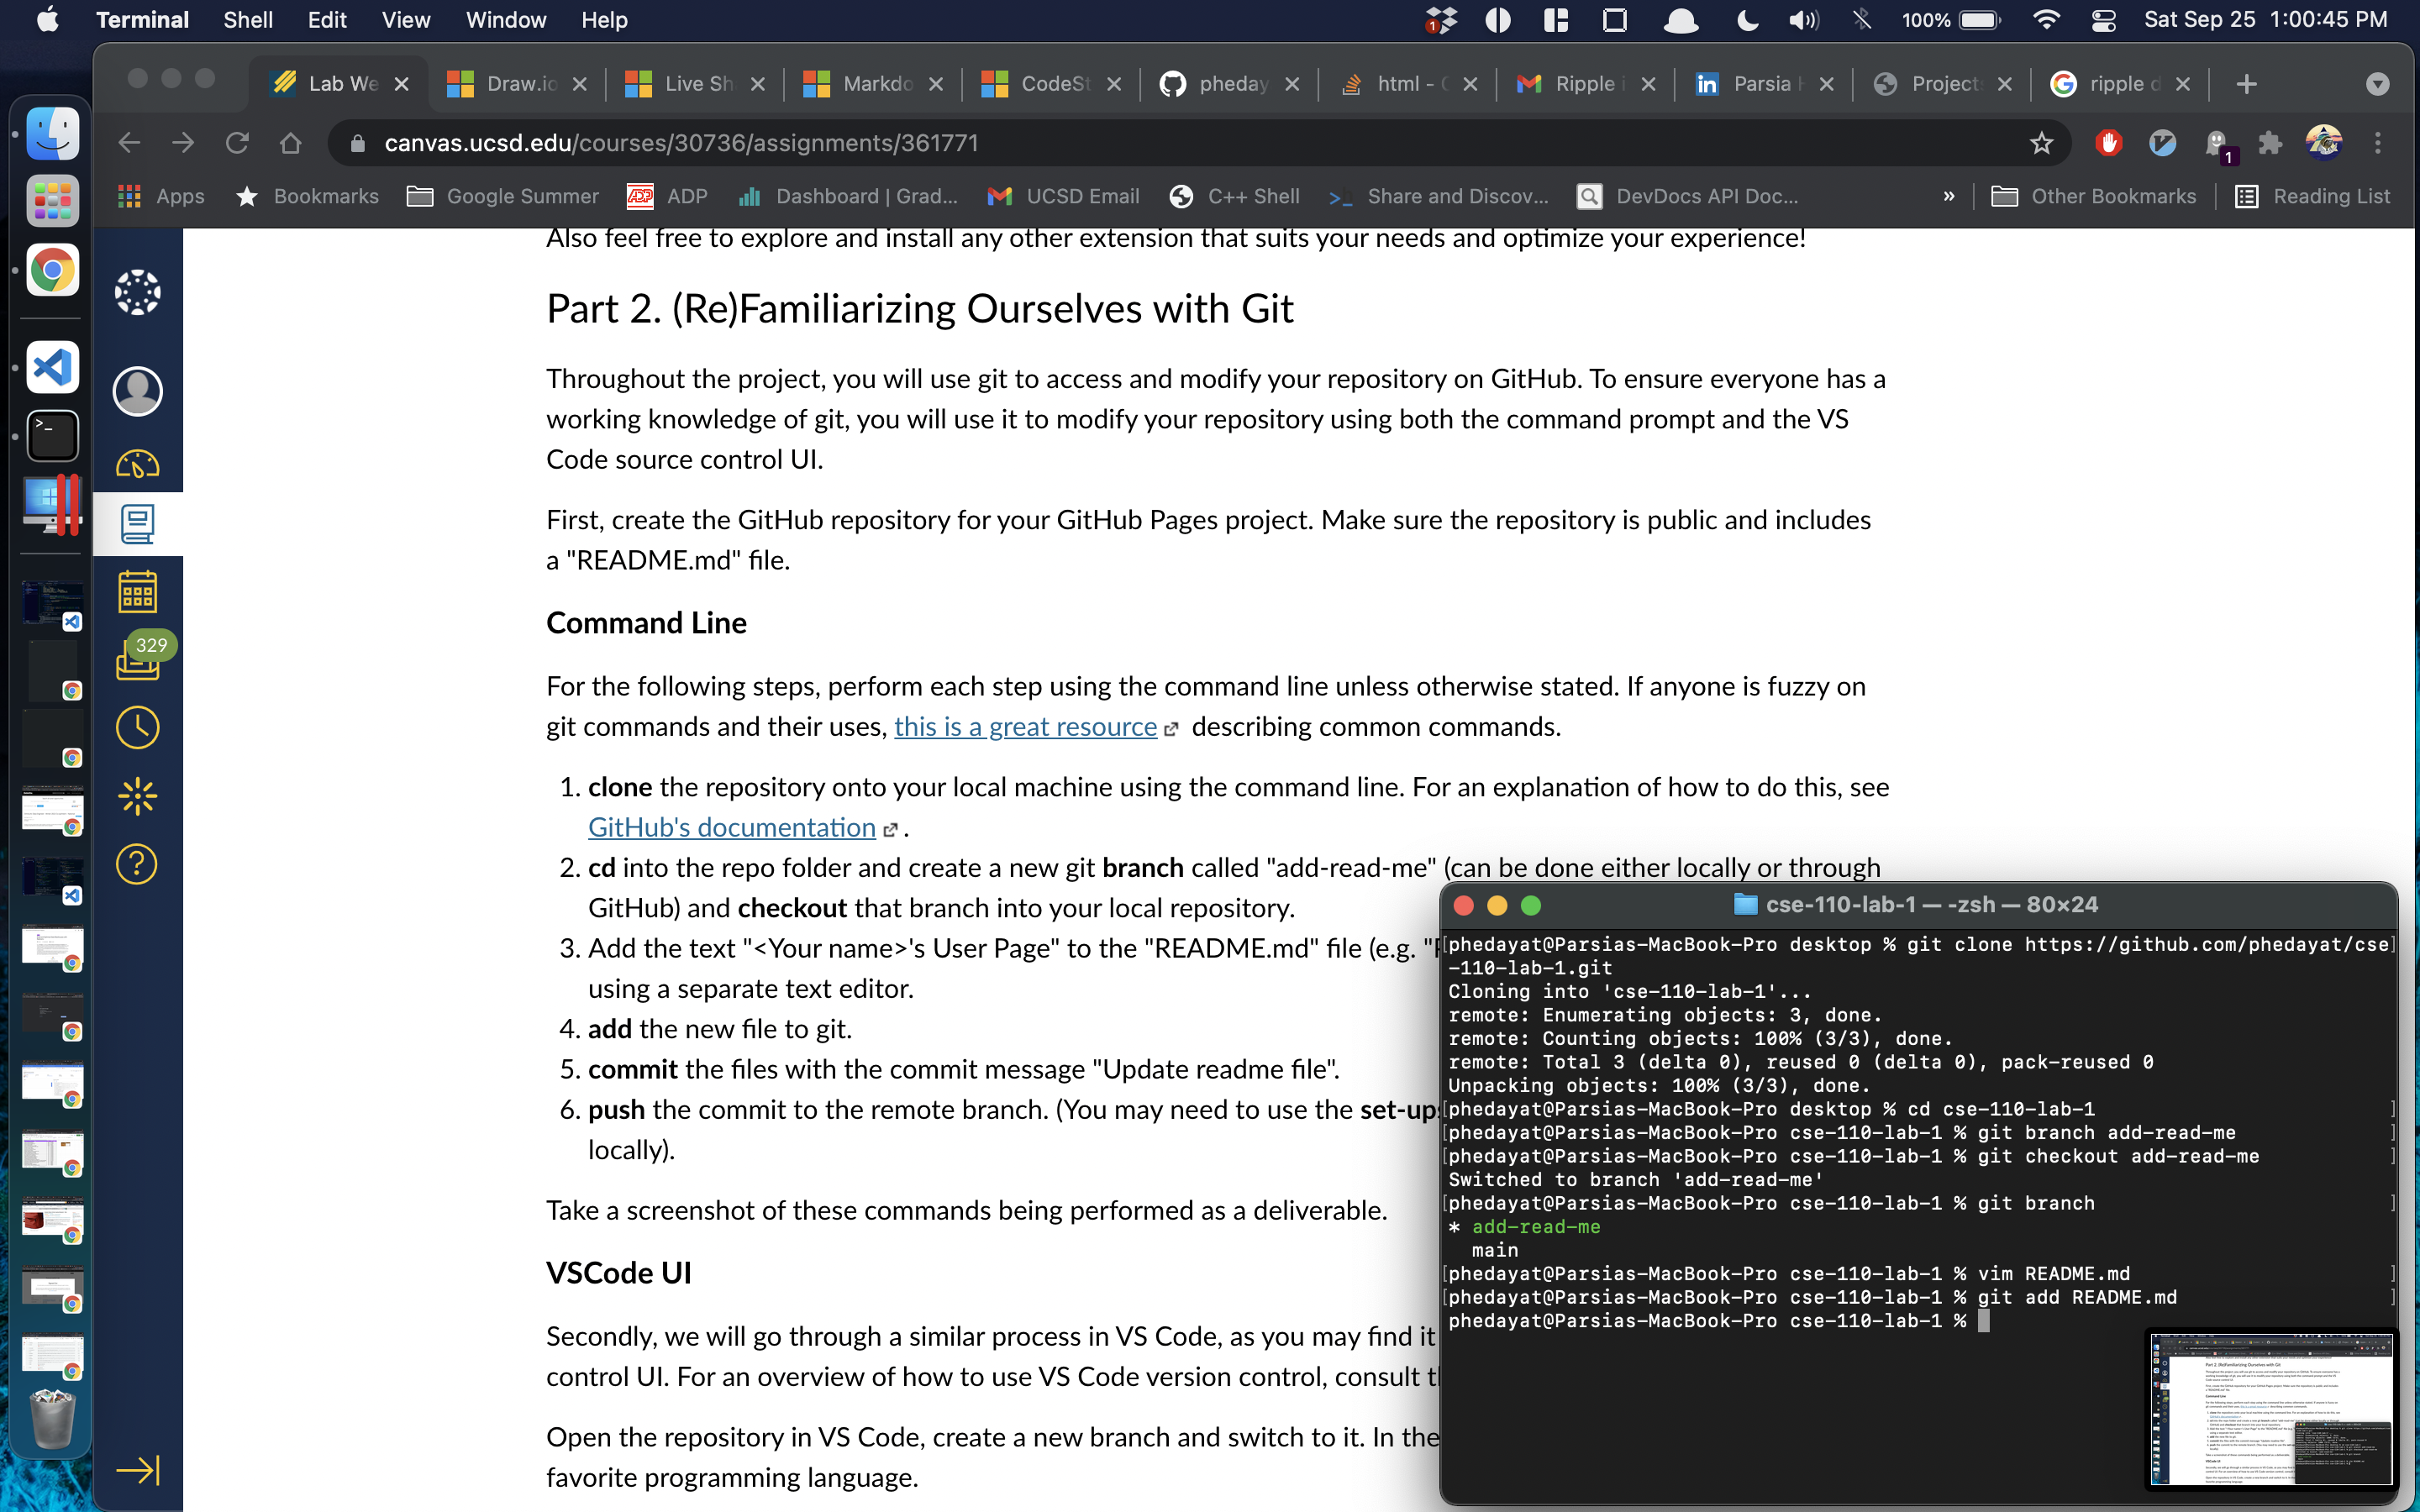 Terminal Shell Edit View Window Help
1
100%
Sat Sep 25 1:00:45 PM
Lab We
Draw.io
Live Sh
Markdo
CodeSt
pheday
html - 
Ripple i
Parsia H
Project
ripple d
canvas.ucsd.edu/courses/30736/assignments/361771
1
Apps
Bookmarks
Google Summer
ADP
ADP
Dashboard | Grad...
UCSD Email
C++ Shell
Share and Discov...
DevDocs API Doc...
»
Other Bookmarks
Reading List
329
Also feel free to explore and install any other extension that suits your needs and optimize your experience!
Part 2. (Re)Familiarizing Ourselves with Git
Throughout the project, you will use git to access and modify your repository on GitHub. To ensure everyone has a
working knowledge of git, you will use it to modify your repository using both the command prompt and the VS
Code source control UI.
First, create the GitHub repository for your GitHub Pages project. Make sure the repository is public and includes
a "README.md" file.
Command Line
For the following steps, perform each step using the command line unless otherwise stated. If anyone is fuzzy on
git commands and their uses, this is a great resource describing common commands.
1. clone the repository onto your local machine using the command line. For an explanation of how to do this, see
GitHub's documentation .
2. cd into the repo folder and create a new git branch called "add-read-me" (can be done either locally or through
GitHub) and checkout that branch into your local repository.
3. Add the text "<Your name>'s User Page" to the "README.md" file (e.g.
using a separate text editor.
4. add the new file to git.
5. commit the files with the commit message "Update readme file".
6. push the commit to the remote branch. (You may need to use the set-ups
locally).
Take a screenshot of these commands being performed as a deliverable.
VSCode UI
Secondly, we will go through a similar process in VS Code, as you may find it
control UI. For an overview of how to use VS Code version control, consult t
Open the repository in VS Code, create a new branch and switch to it. In the
favorite programming language.
cse-110-lab-1 — -zsh — 80×24
[phedayat@Parsias-MacBook-Pro desktop % git clone https://github.com/phedayat/cse]
-110-lab-1.git
Cloning into 'cse-110-lab-1'...
remote: Enumerating objects: 3, done.
remote: Counting objects: 100% (3/3), done.
remote: Total 3 (delta 0), reused 0 (delta 0), pack-reused 0
Unpacking objects: 100% (3/3), done.
[phedayat@Parsias-MacBook-Pro desktop % cd cse-110-lab-1 ]
[phedayat@Parsias-MacBook-Pro cse-110-lab-1 % git branch add-read-me ]
[phedayat@Parsias-MacBook-Pro cse-110-lab-1 % git checkout add-read-me ]
Switched to branch 'add-read-me'
[phedayat@Parsias-MacBook-Pro cse-110-lab-1 % git branch ]
* add-read-me
main
[phedayat@Parsias-MacBook-Pro cse-110-lab-1 % vim README.md ]
[phedayat@Parsias-MacBook-Pro cse-110-lab-1 % git add README.md ]
phedayat@Parsias-MacBook-Pro cse-110-lab-1 %